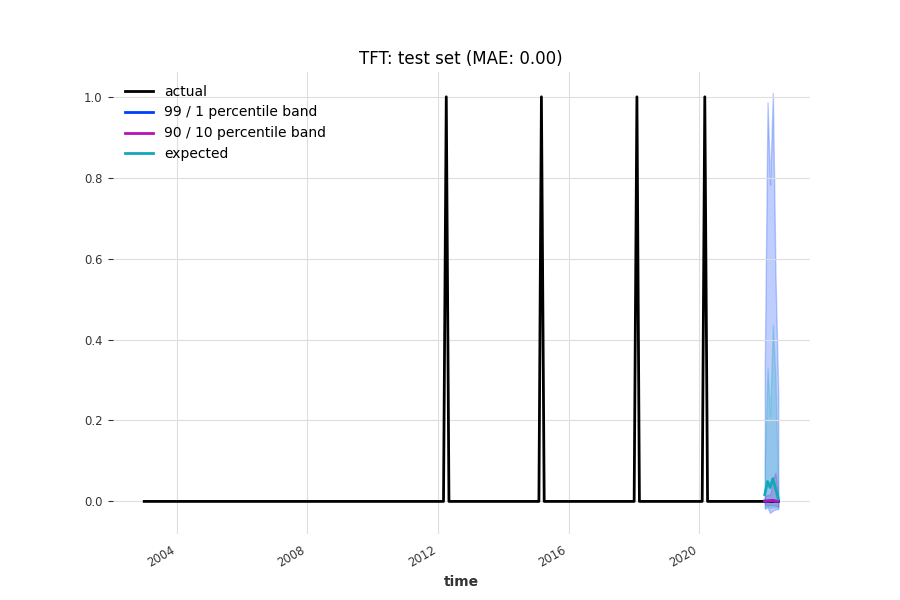 TFT: test set (MAE: 0.00)
actual
99 / 1 percentile band
90 / 10 percentile band
expected
1.0
0.8
0.6
0.4
0.2
0.0
2004
2008
2012
2016
2020
time